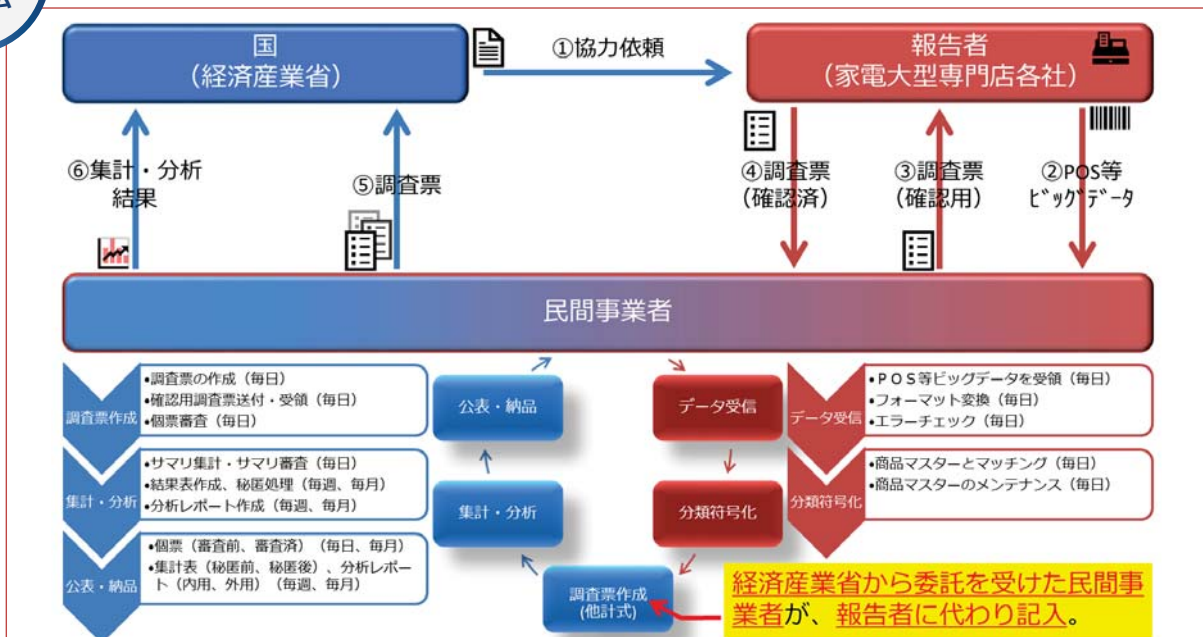 国
（経済産業省）
①協力依頼
報告者
（家電大型専門店各社）
⑥集計・分析
結果
⑤調査票
④調査票
（確認済）
③調査票
（確認用）
②POS等
ﾋﾞｯｸﾞﾃﾞｰﾀ
民間事業者
調査票作成
•調査票の作成（毎日）
•確認用調査票送付・受領（毎日）
•個票審査（毎日）
集計・分析
•サマリ集計・サマリ審査（毎日）
•結果表作成、秘匿処理（毎週、毎月）
•分析レポート作成（毎週、毎月）
公表・納品
•個票（審査前、審査済）（毎日、毎月）
•集計表（秘匿前、秘匿後）、分析レポー
ト（内用、外用）（毎週、毎月）
公表・納品
データ受信
集計・分析
分類符号化
調査票作成
(他計式)
データ受信
•ＰＯＳ等ビッグデータを受領（毎日）
•フォーマット変換（毎日）
•エラーチェック（毎日）
分類符号化
•商品マスターとマッチング（毎日）
•商品マスターのメンテナンス（毎日）
経済産業省から委託を受けた民間事
業者が、報告者に代わり記入。